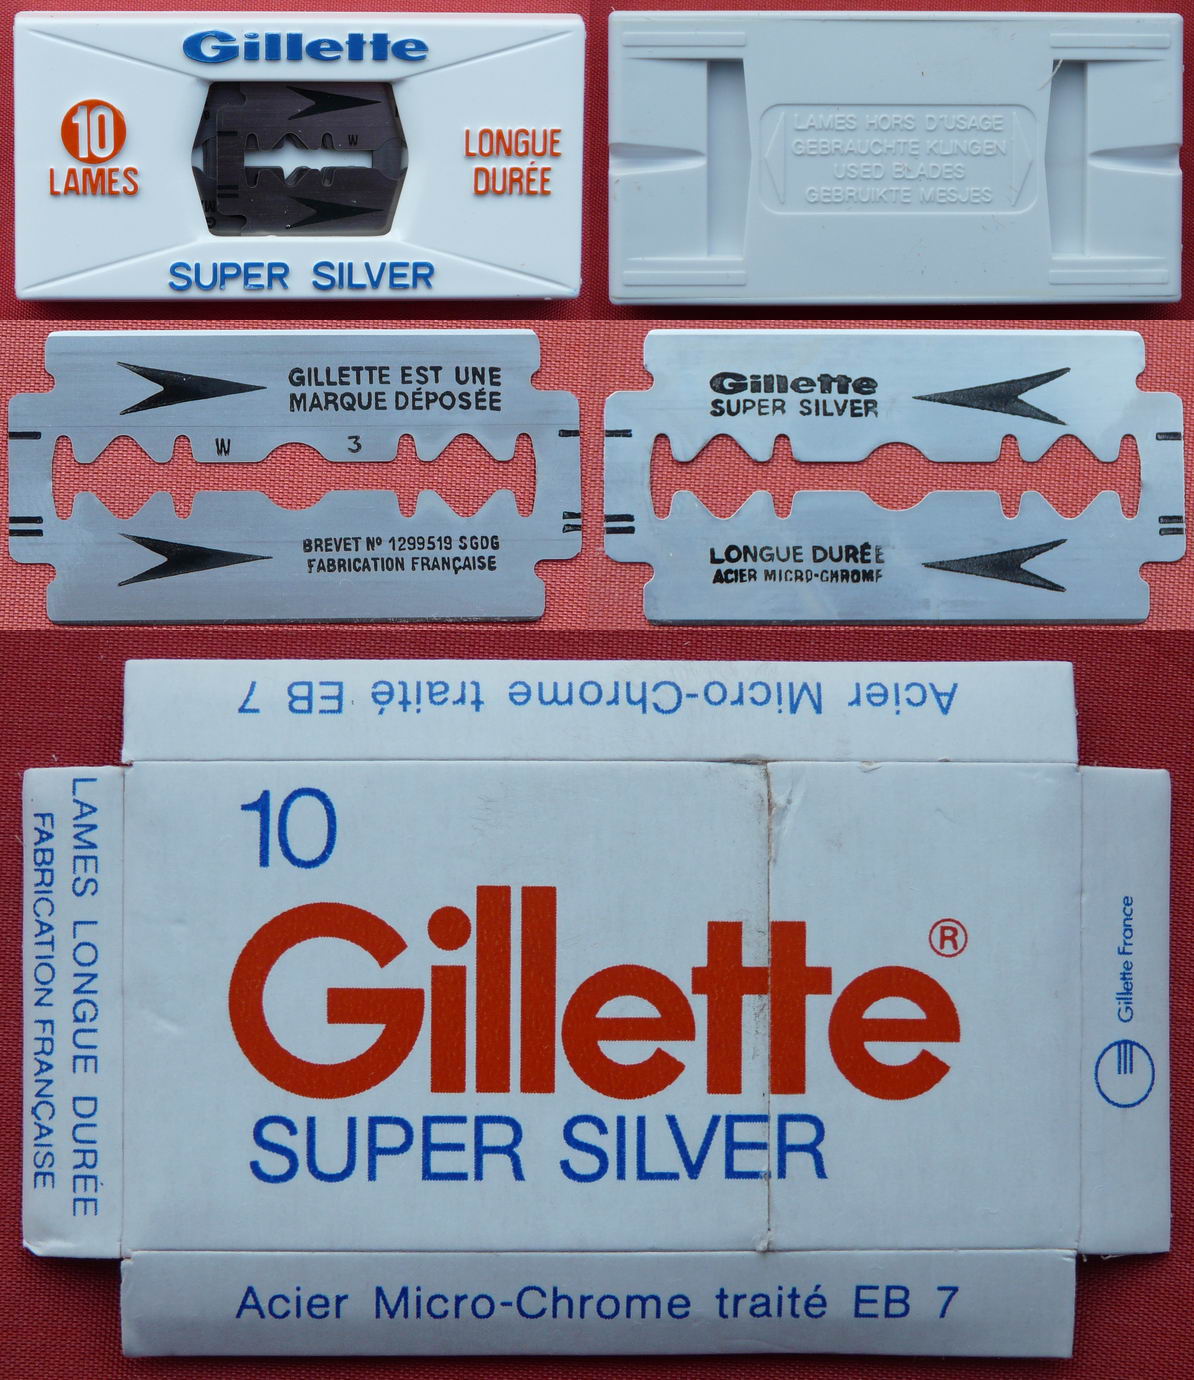 Gillette
10
LAMES
LONGUE
DURÉE
W
SUPER SILVER
LAMES HORS D'USAGE
GEBRAUCHTE KLINGEN
USED BLADES
GEBRUIKTE MESJES
GILLETTE EST UNE
MARQUE DÉPOSÉE
W 3
BREVET Nº 1299519 SGDG
FABRICATION FRANÇAISE
Gillette
SUPER SILVER
LONGUE DURÉE
ACIER MICRO-CHROME
Acier Micro-Chrome traité EB 7
LAMES LONGUE DURÉE
FABRICATION FRANÇAISE
10
Gillette®
SUPER SILVER
Gillette France
Acier Micro-Chrome traité EB 7